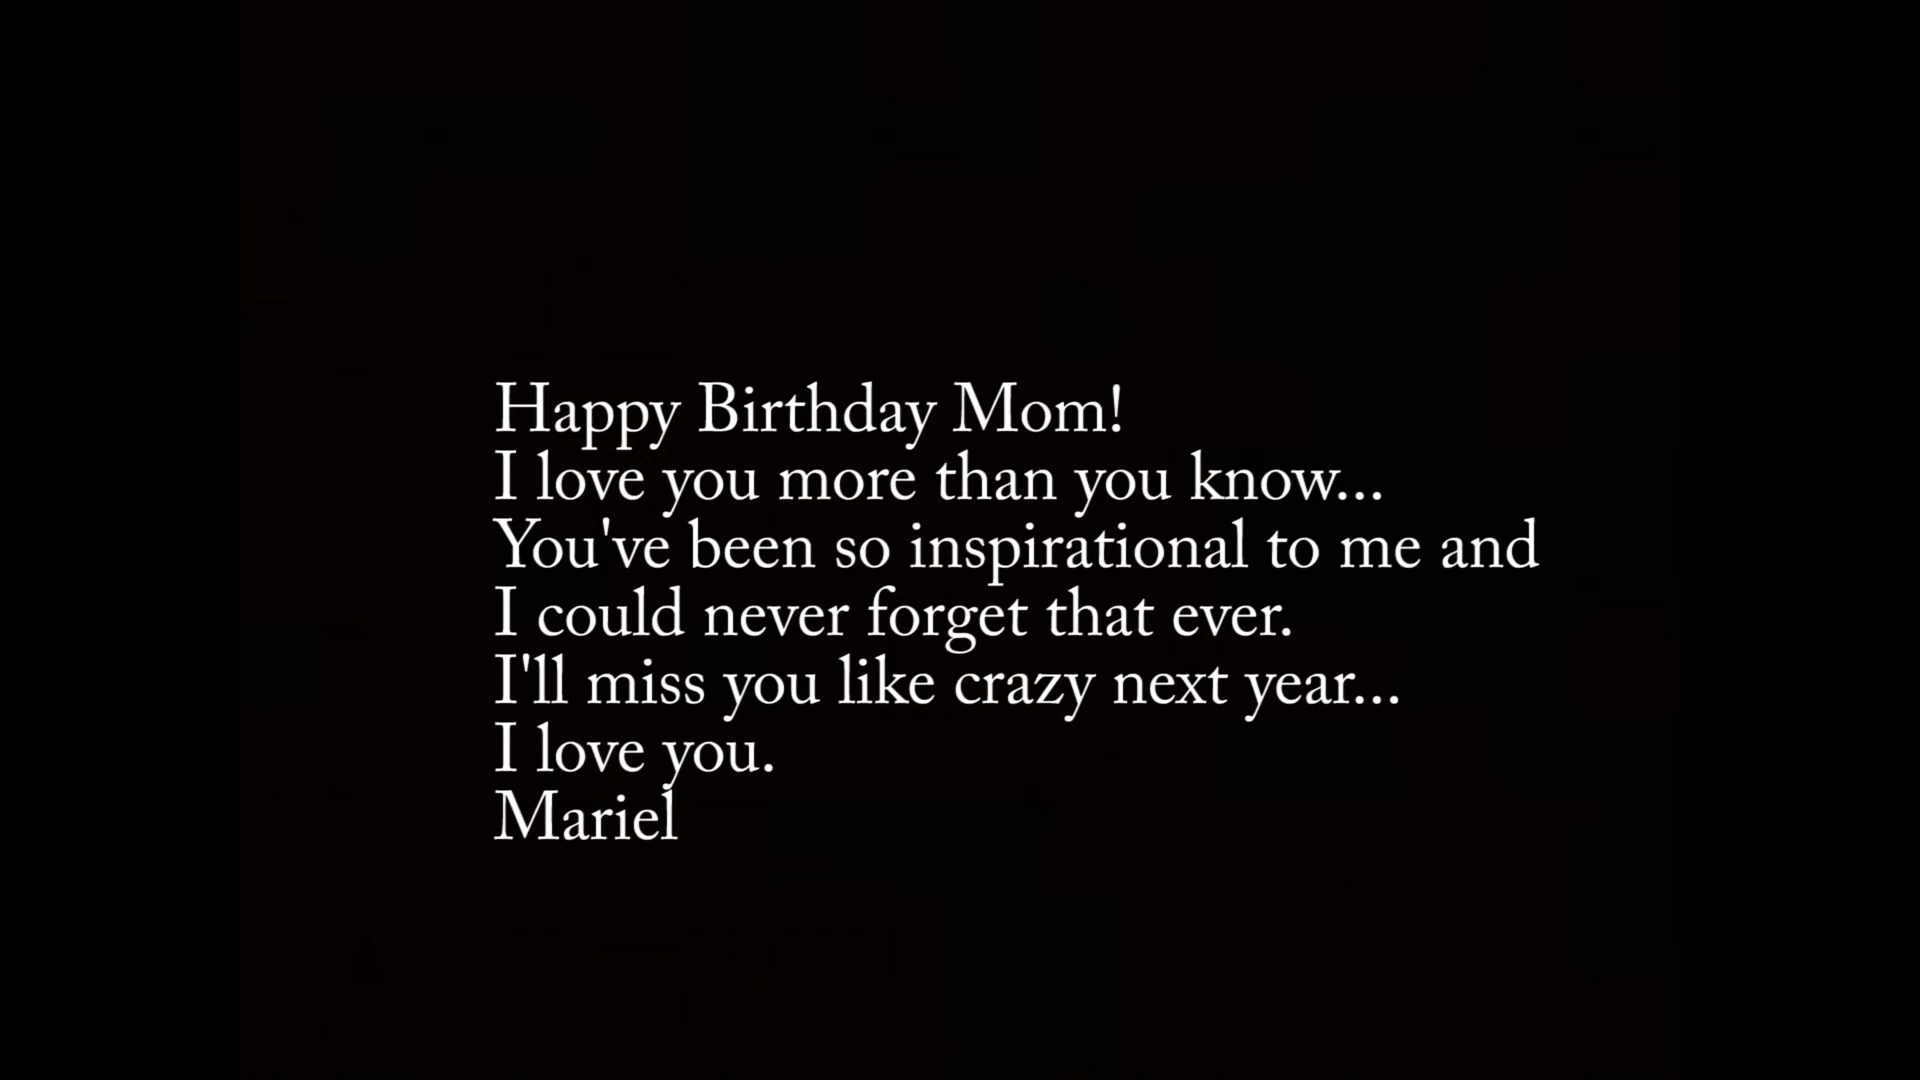 Happy Birthday Mom!
I love you more than you know...
You've been so inspirational to me and
I could never forget that ever.
I'll miss you like crazy next year...
I love you.
Mariel